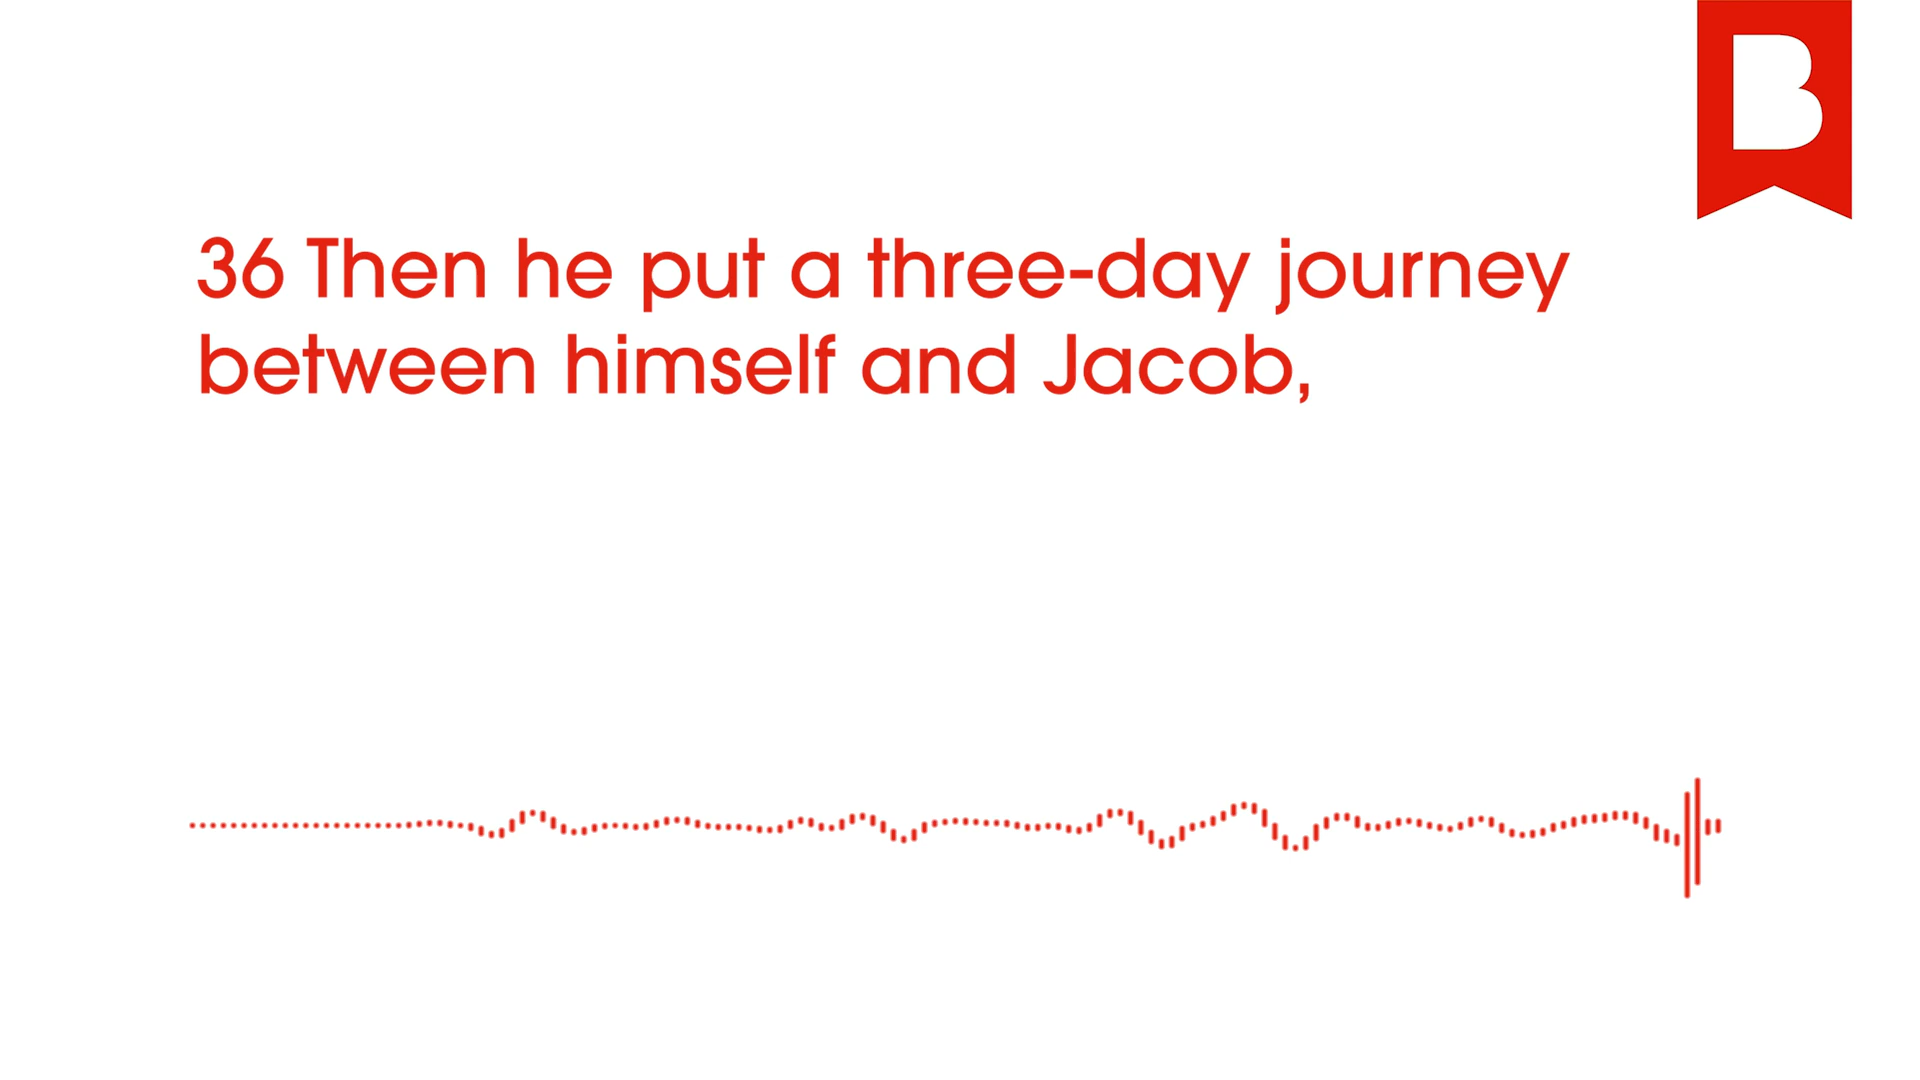 B
36 Then he put a three-day journey
between himself and Jacob,